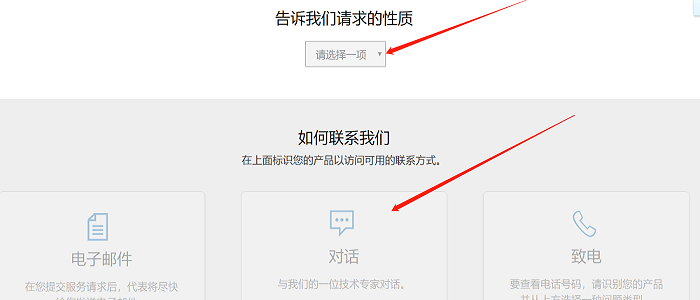 告诉我们请求的性质
请选择一项
如何联系我们
在上面标识您的产品以访问可用的联系方式。
电子邮件
对话
致电
在您提交服务请求后，代表将尽快
与我们的一位技术专家对话。
要查看电话号码，请识别您的产品